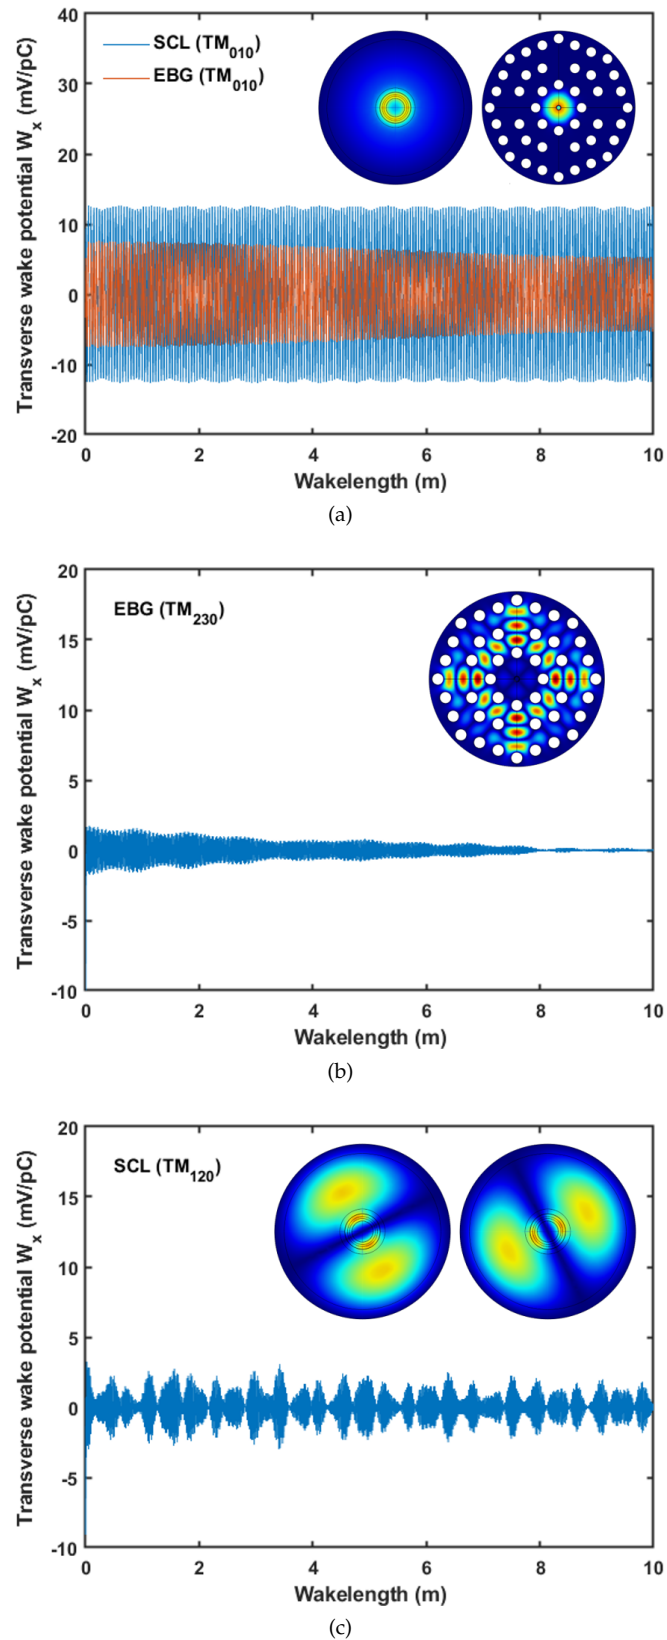 40
SCL (TM010)
EBG (TM010)
30
20
10
0
-10
-20
0 2 4 6 8 10
Transverse wake potential Wx (mV/pC)
Wakelength (m)
(a)
20
EBG (TM230)
15
10
5
0
-5
-10
0 2 4 6 8 10
Transverse wake potential Wx (mV/pC)
Wakelength (m)
(b)
20
SCL (TM120)
15
10
5
0
-5
-10
0 2 4 6 8 10
Transverse wake potential Wx (mV/pC)
Wakelength (m)
(c)